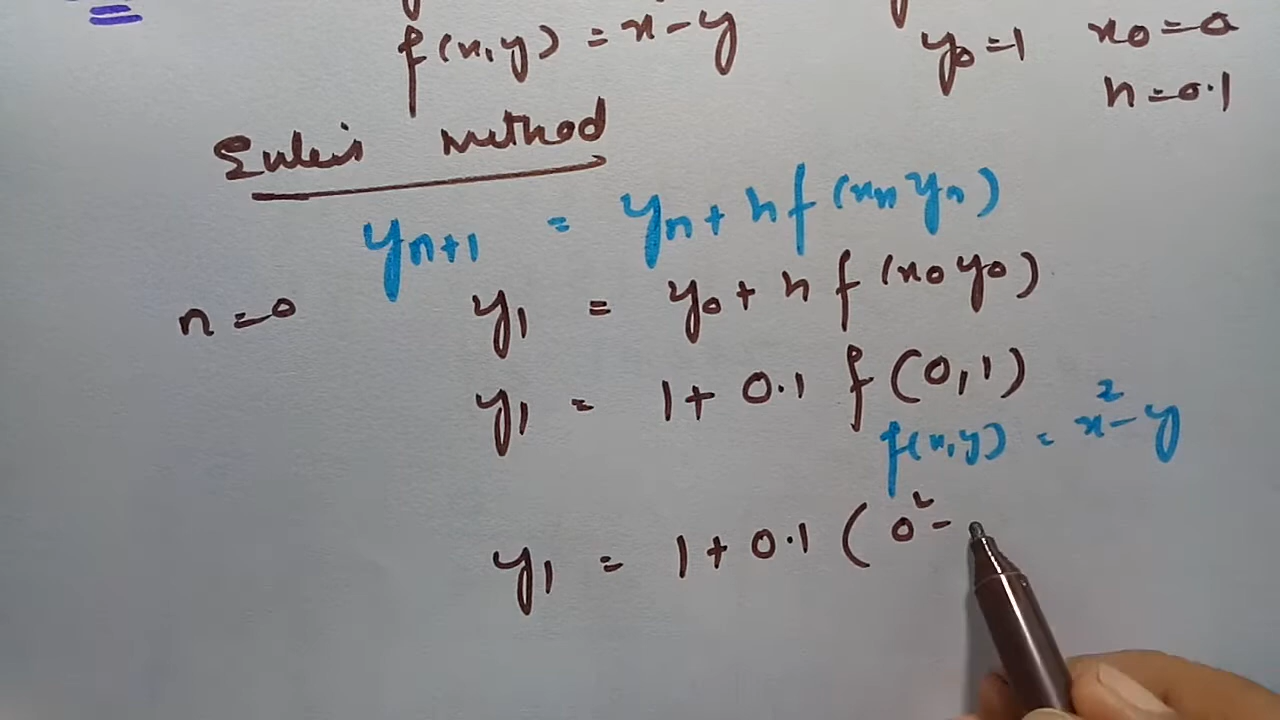 f(x,y) = x - y
y₀ = 1 x₀ = 0
h = 0.1
Euler's method
yₙ₊₁ = yₙ + h f(xₙ yₙ)
n = 0 y₁ = y₀ + h f(x₀ y₀)
y₁ = 1 + 0.1 f(0,1)
f(x,y) = x² - y
y₁ = 1 + 0.1 ( 0² -